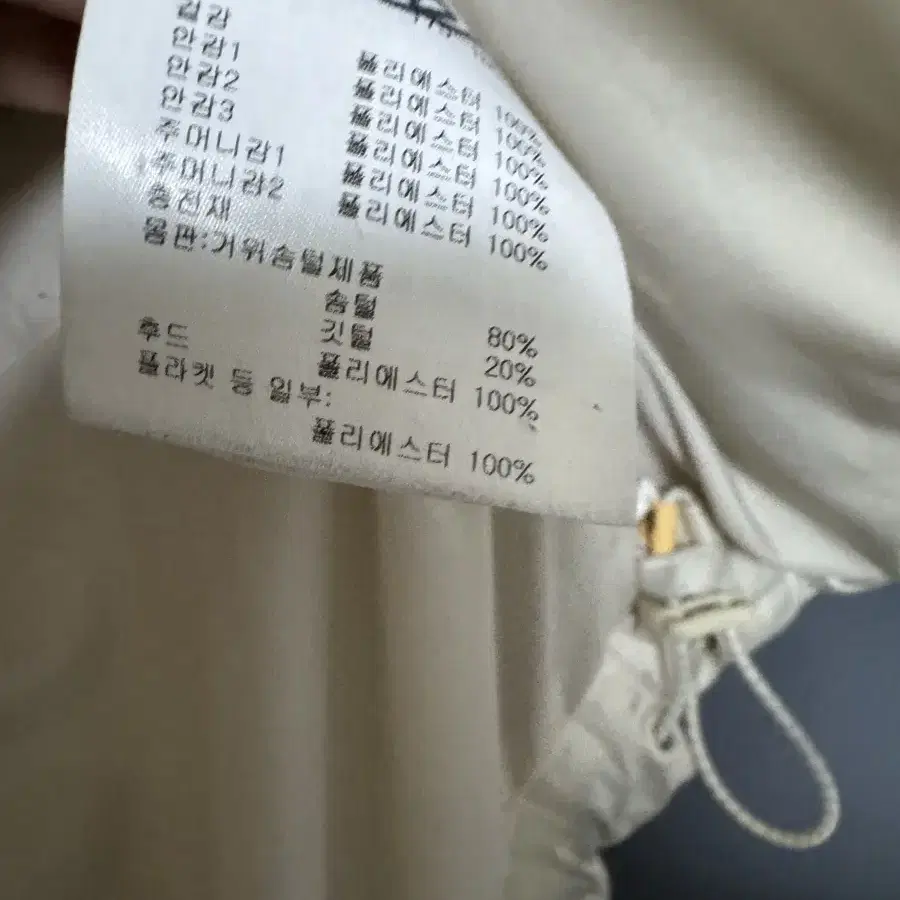 겉감 폴리에스터 100%
안감1 폴리에스터 100%
안감2 폴리에스터 100%
안감3 폴리에스터 100%
주머니감1 폴리에스터 100%
주머니감2 폴리에스터 100%
충전재
몸판:거위솜털제품
솜털 80%
깃털 20%
후드 폴리에스터 100%
플라켓 등 일부:
폴리에스터 100%